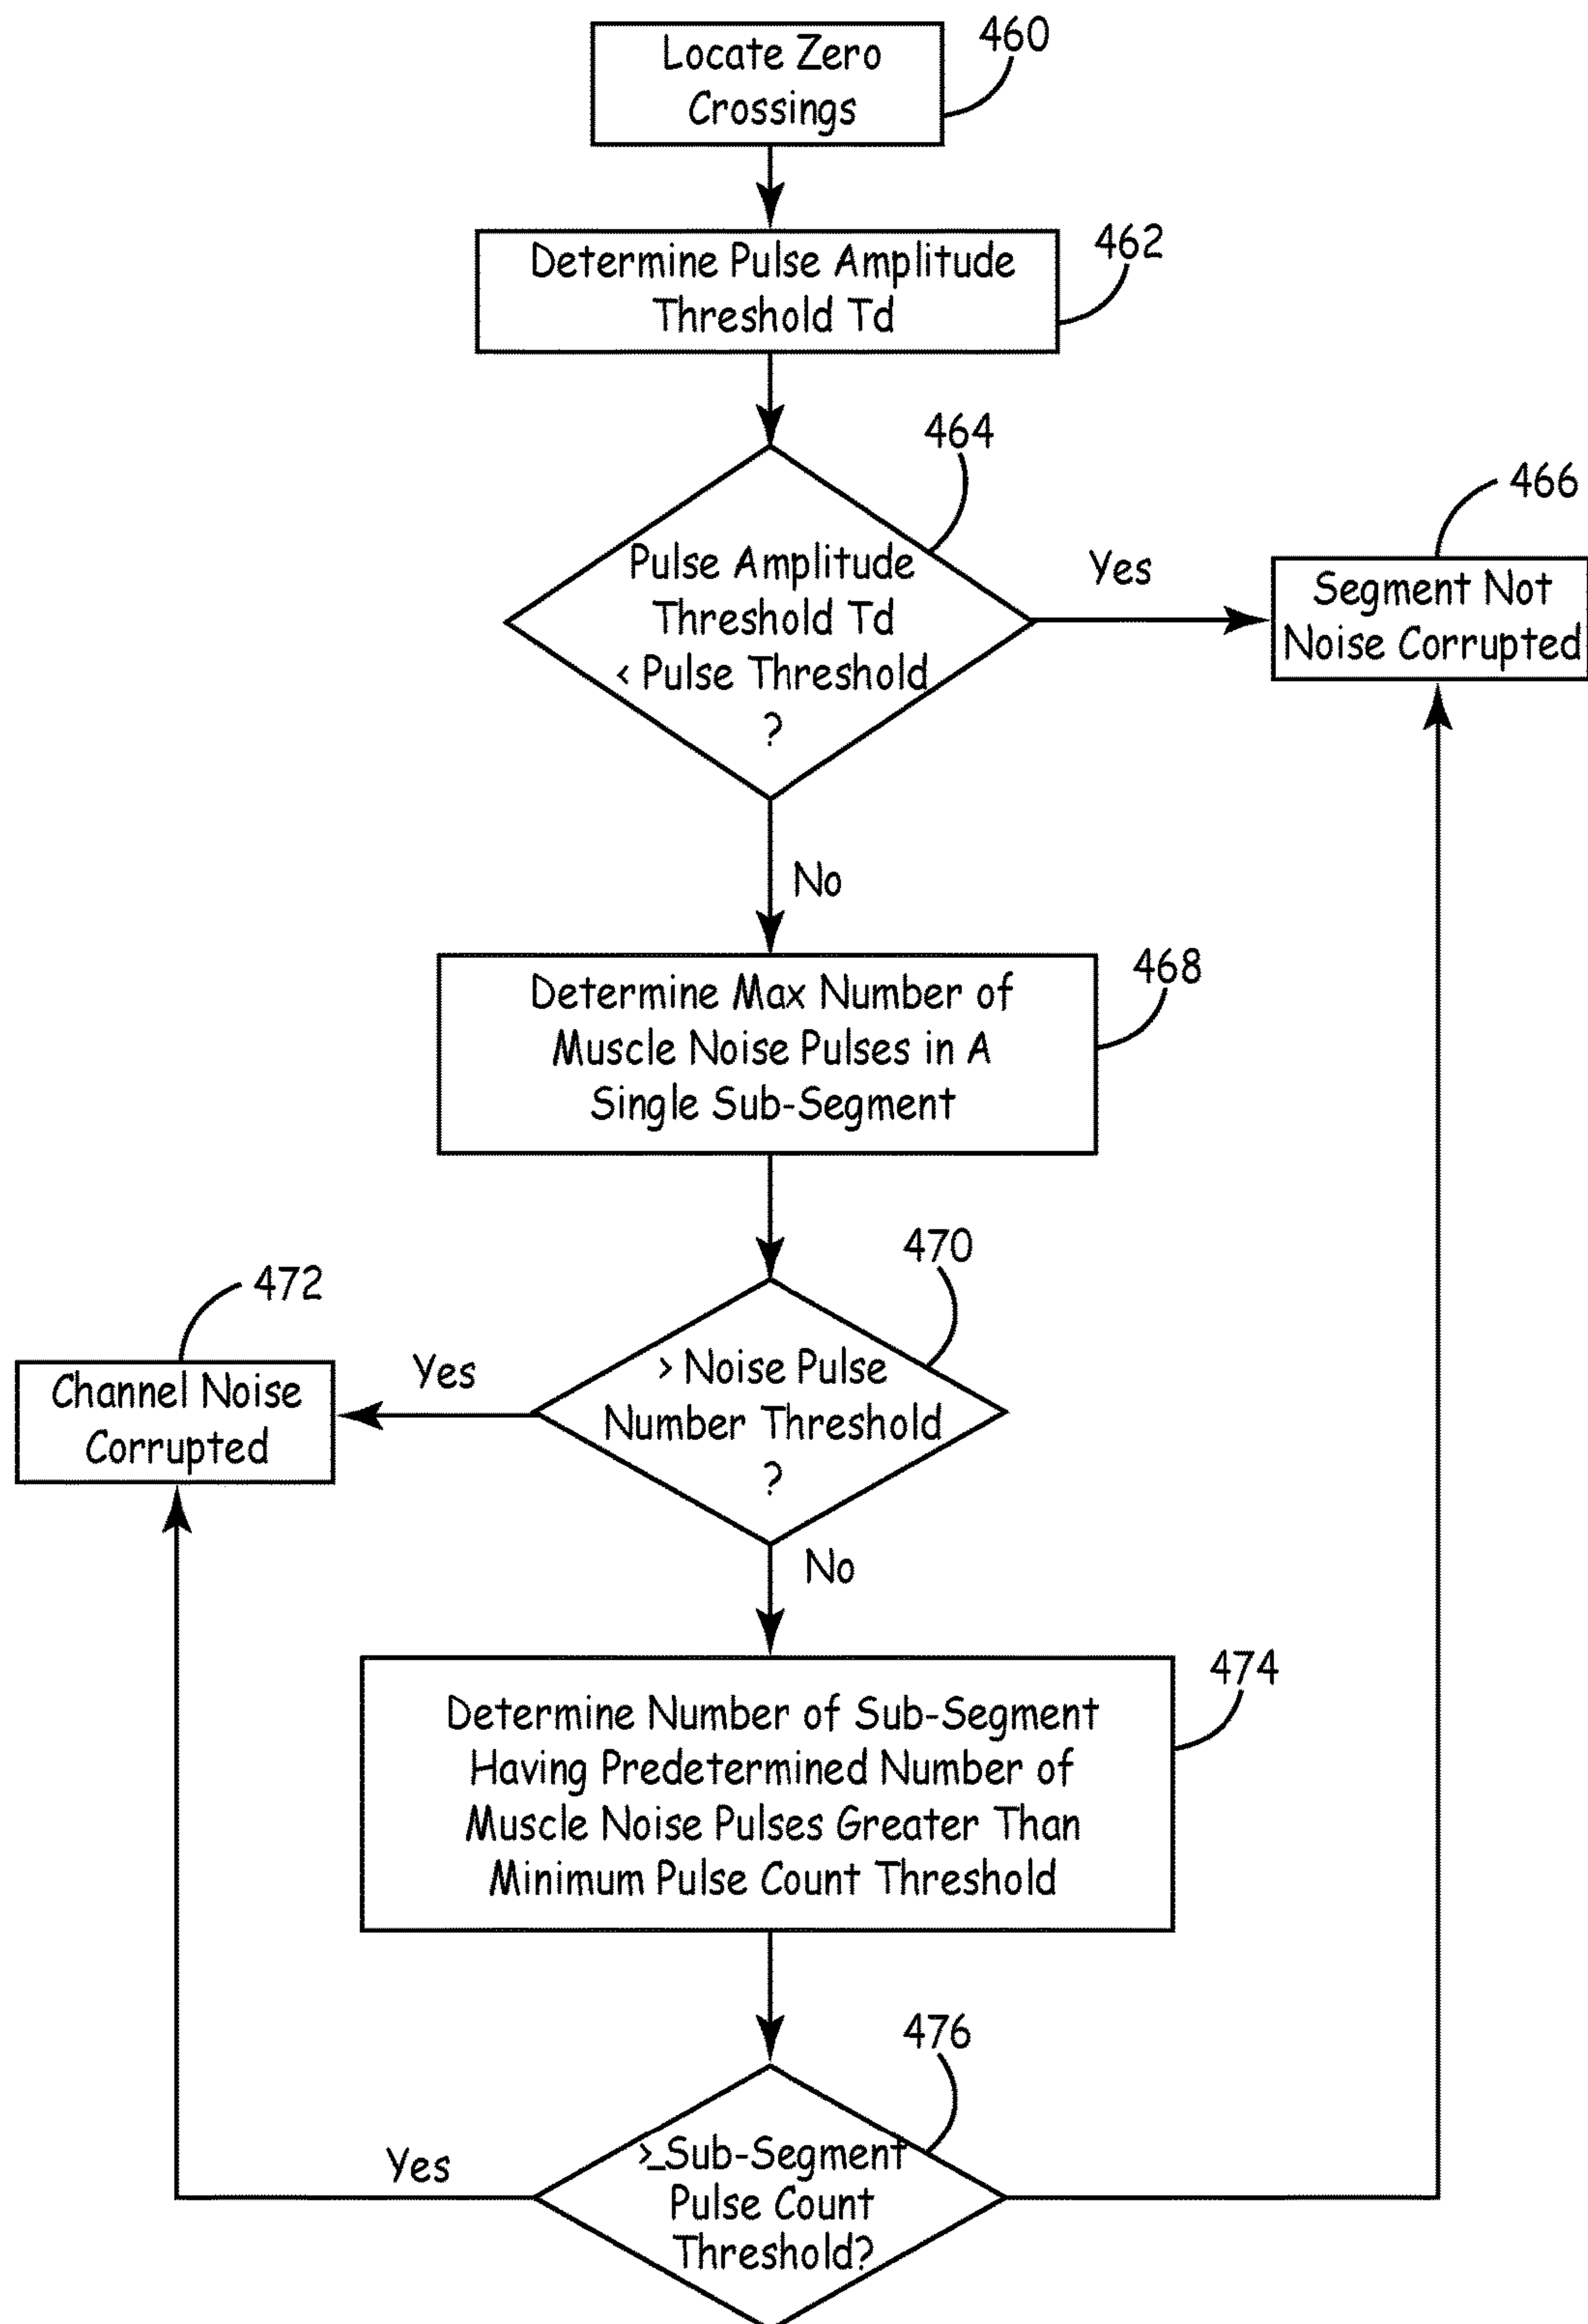 Locate Zero
Crossings
460
Determine Pulse Amplitude
Threshold Td
462
464
Pulse Amplitude
Threshold Td
< Pulse Threshold
?
Yes
466
Segment Not
Noise Corrupted
No
Determine Max Number of
Muscle Noise Pulses in A
Single Sub-Segment
468
470
> Noise Pulse
Number Threshold
?
Yes
472
Channel Noise
Corrupted
No
474
Determine Number of Sub-Segment
Having Predetermined Number of
Muscle Noise Pulses Greater Than
Minimum Pulse Count Threshold
476
≥ Sub-Segment
Pulse Count
Threshold?
Yes